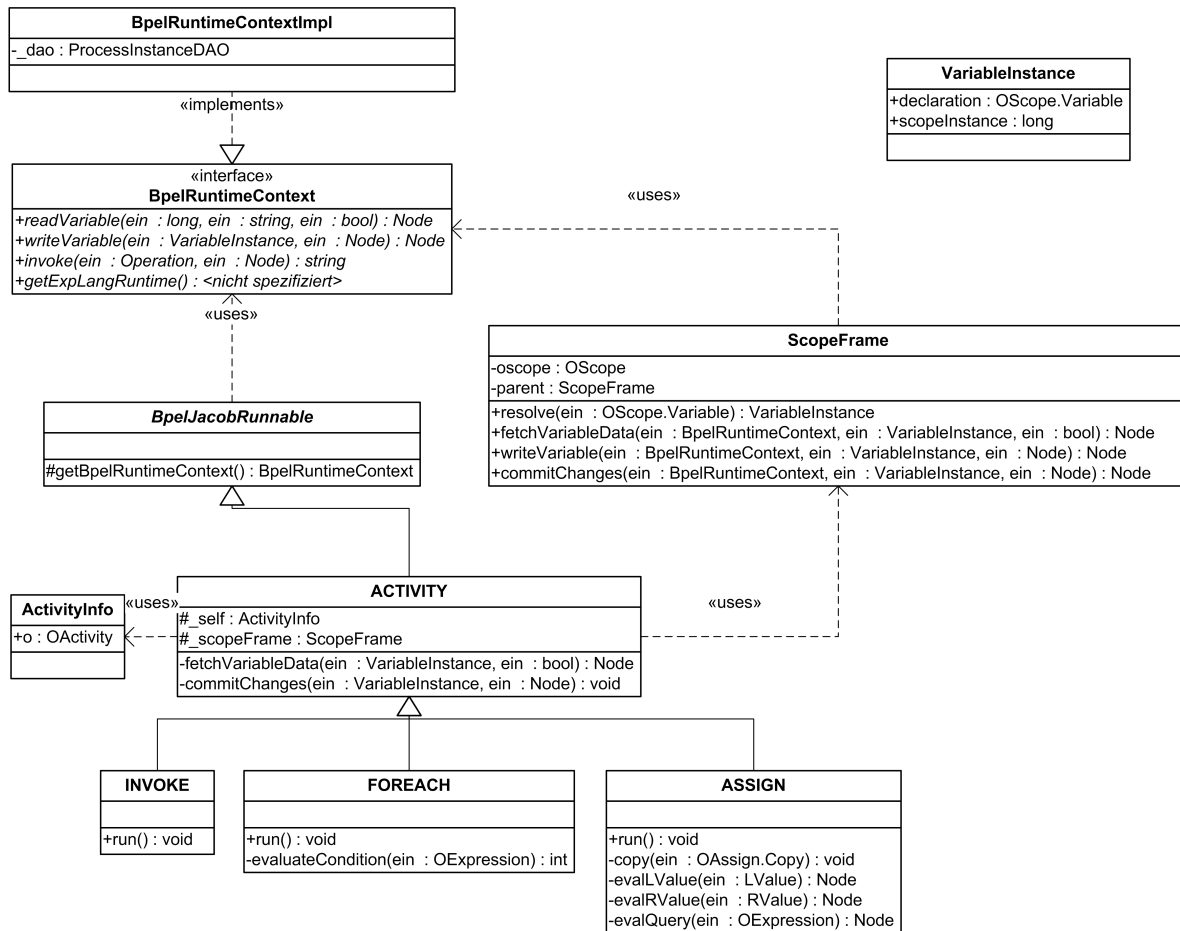 BpelRuntimeContextImpl
-_dao : ProcessInstanceDAO
«implements»
VariableInstance
+declaration : OScope.Variable
+scopeInstance : long
«interface»
BpelRuntimeContext
+readVariable(ein : long, ein : string, ein : bool) : Node
+writeVariable(ein : VariableInstance, ein : Node) : Node
+invoke(ein : Operation, ein : Node) : string
+getExpLangRuntime() : <nicht spezifiziert>
«uses»
«uses»
ScopeFrame
-oscope : OScope
-parent : ScopeFrame
+resolve(ein : OScope.Variable) : VariableInstance
+fetchVariableData(ein : BpelRuntimeContext, ein : VariableInstance, ein : bool) : Node
+writeVariable(ein : BpelRuntimeContext, ein : VariableInstance, ein : Node) : Node
+commitChanges(ein : BpelRuntimeContext, ein : VariableInstance, ein : Node) : Node
BpelJacobRunnable
#getBpelRuntimeContext() : BpelRuntimeContext
ActivityInfo
+o : OActivity
«uses»
ACTIVITY
#_self : ActivityInfo
#_scopeFrame : ScopeFrame
-fetchVariableData(ein : VariableInstance, ein : bool) : Node
-commitChanges(ein : VariableInstance, ein : Node) : void
«uses»
INVOKE
+run() : void
FOREACH
+run() : void
-evaluateCondition(ein : OExpression) : int
ASSIGN
+run() : void
-copy(ein : OAssign.Copy) : void
-evalLValue(ein : LValue) : Node
-evalRValue(ein : RValue) : Node
-evalQuery(ein : OExpression) : Node